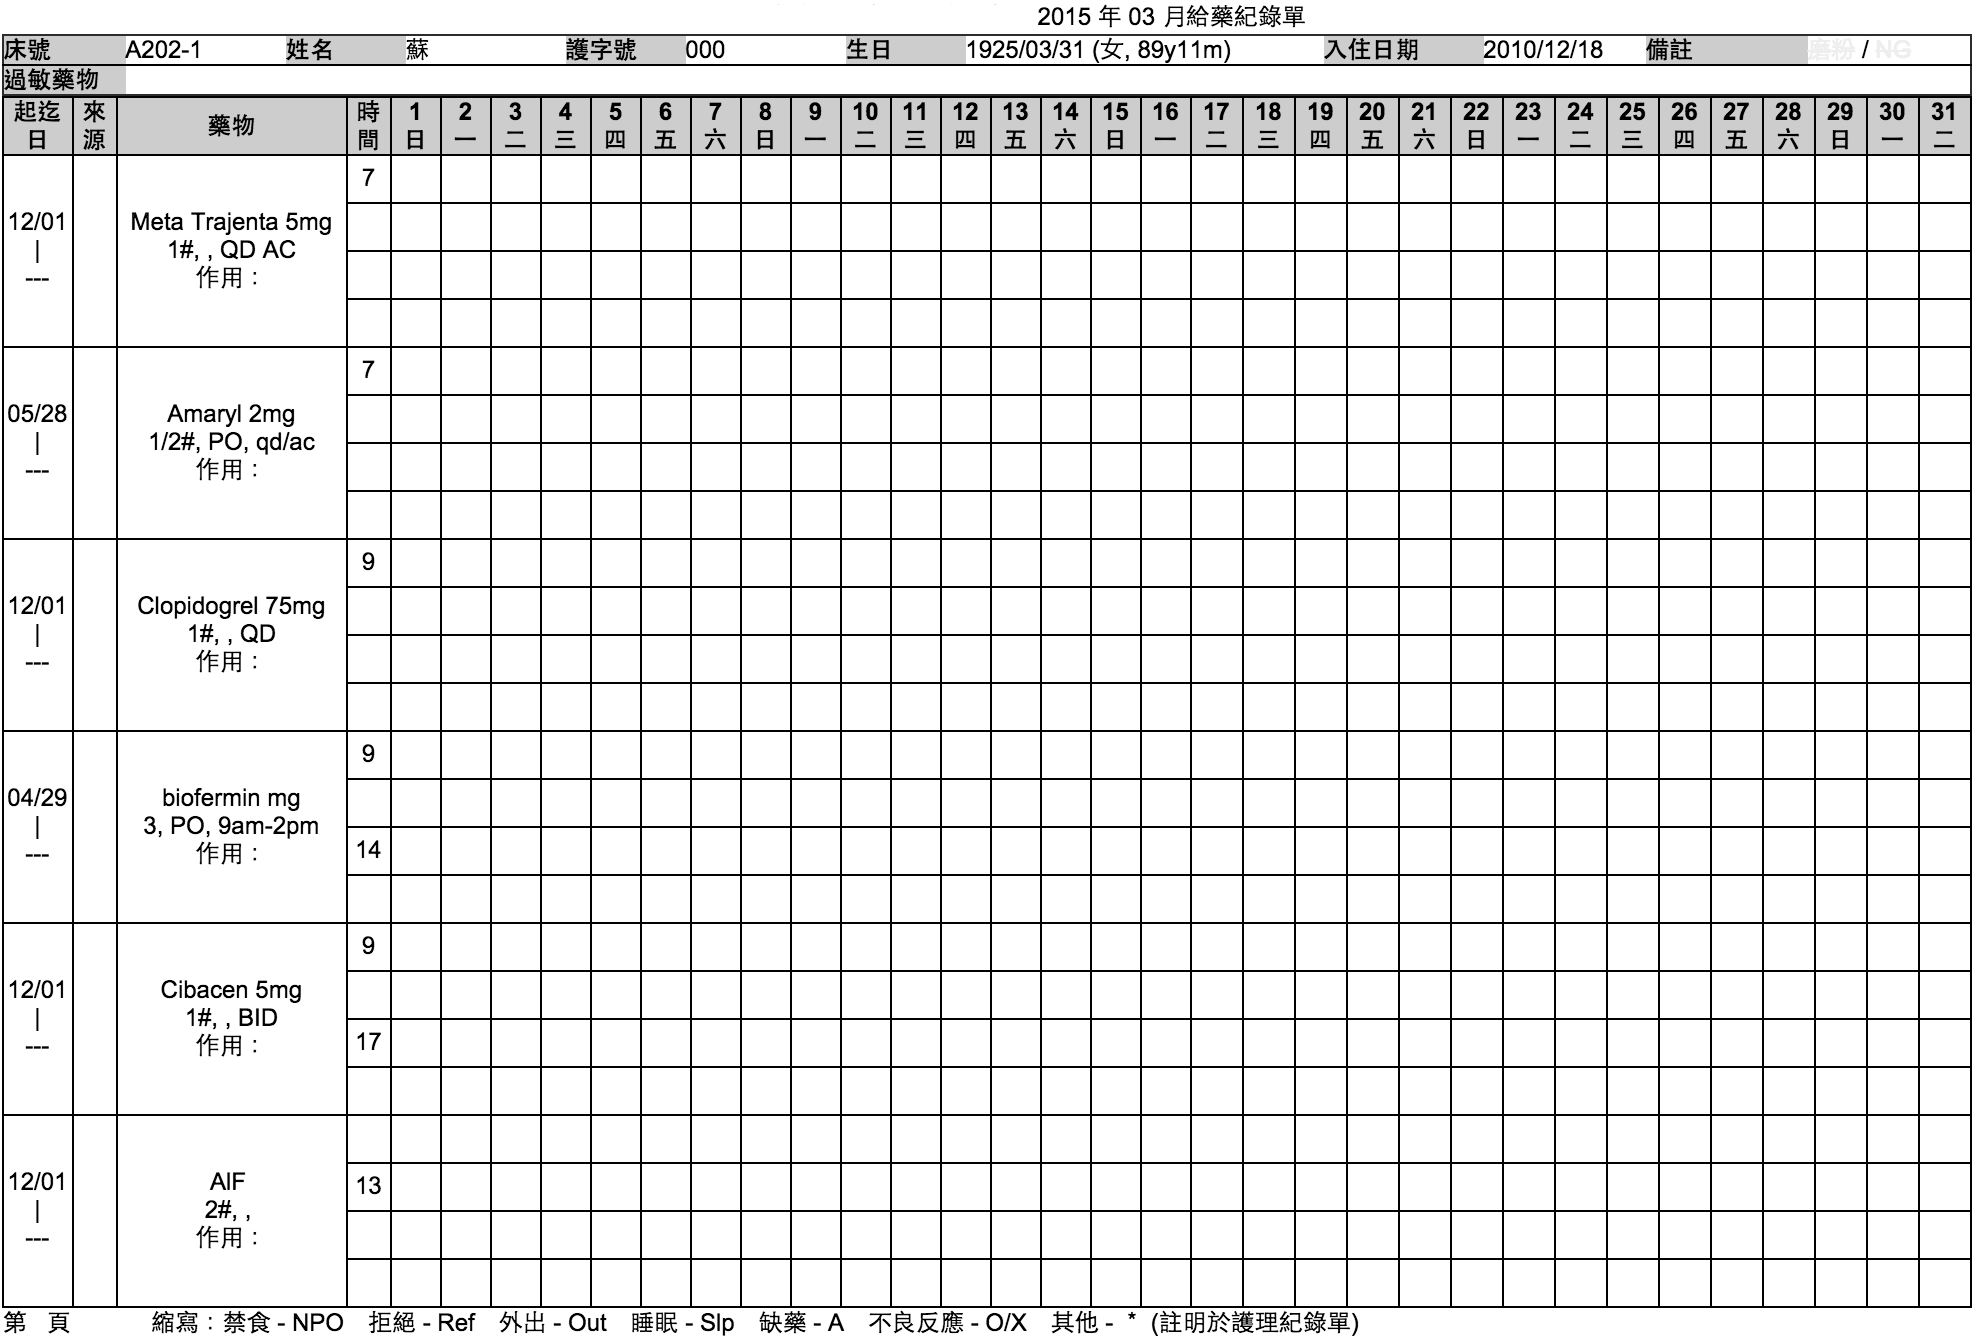 2015 年 03 月給藥紀錄單
床號 A202-1 姓名 蘇 護字號 000 生日 1925/03/31 (女, 89y11m) 入住日期 2010/12/18 備註 磨粉 / NG
過敏藥物
起迄日 來源 藥物 時間 1 日 2 一 3 二 4 三 5 四 6 五 7 六 8 日 9 一 10 二 11 三 12 四 13 五 14 六 15 日 16 一 17 二 18 三 19 四 20 五 21 六 22 日 23 一 24 二 25 三 26 四 27 五 28 六 29 日 30 一 31 二
7
12/01 Meta Trajenta 5mg
| 1#, , QD AC
--- 作用：
7
05/28 Amaryl 2mg
| 1/2#, PO, qd/ac
--- 作用：
9
12/01 Clopidogrel 75mg
| 1#, , QD
--- 作用：
9
04/29 biofermin mg
| 3, PO, 9am-2pm
--- 作用： 14
9
12/01 Cibacen 5mg
| 1#, , BID
--- 作用： 17
12/01 AlF 13
| 2#, ,
--- 作用：
第 頁 縮寫：禁食 - NPO 拒絕 - Ref 外出 - Out 睡眠 - Slp 缺藥 - A 不良反應 - O/X 其他 - * (註明於護理紀錄單)